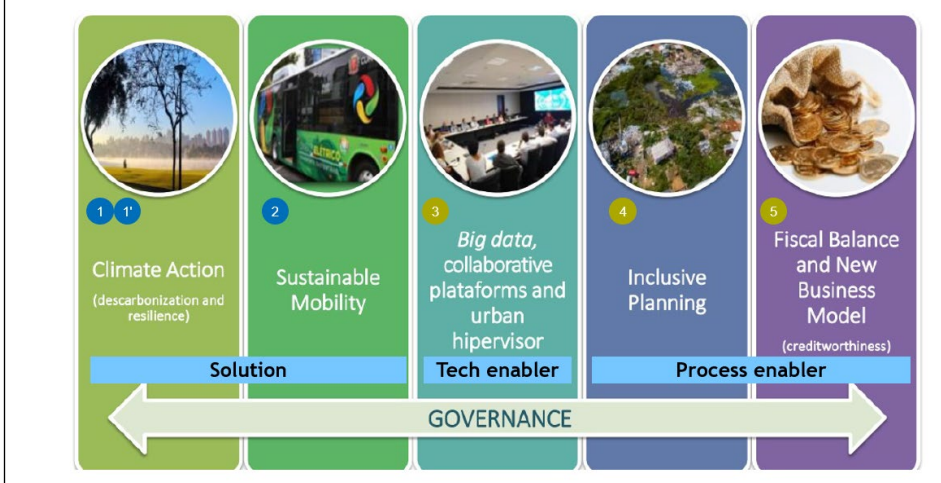 1 1'
Climate Action
(descarbonization and
resilience)
ELÉTRICO
2
Sustainable
Mobility
3
Big data,
collaborative
plataforms and
urban
hipervisor
4
Inclusive
Planning
5
Fiscal Balance
and New
Business
Model
(creditworthiness)
Solution
Tech enabler
Process enabler
GOVERNANCE